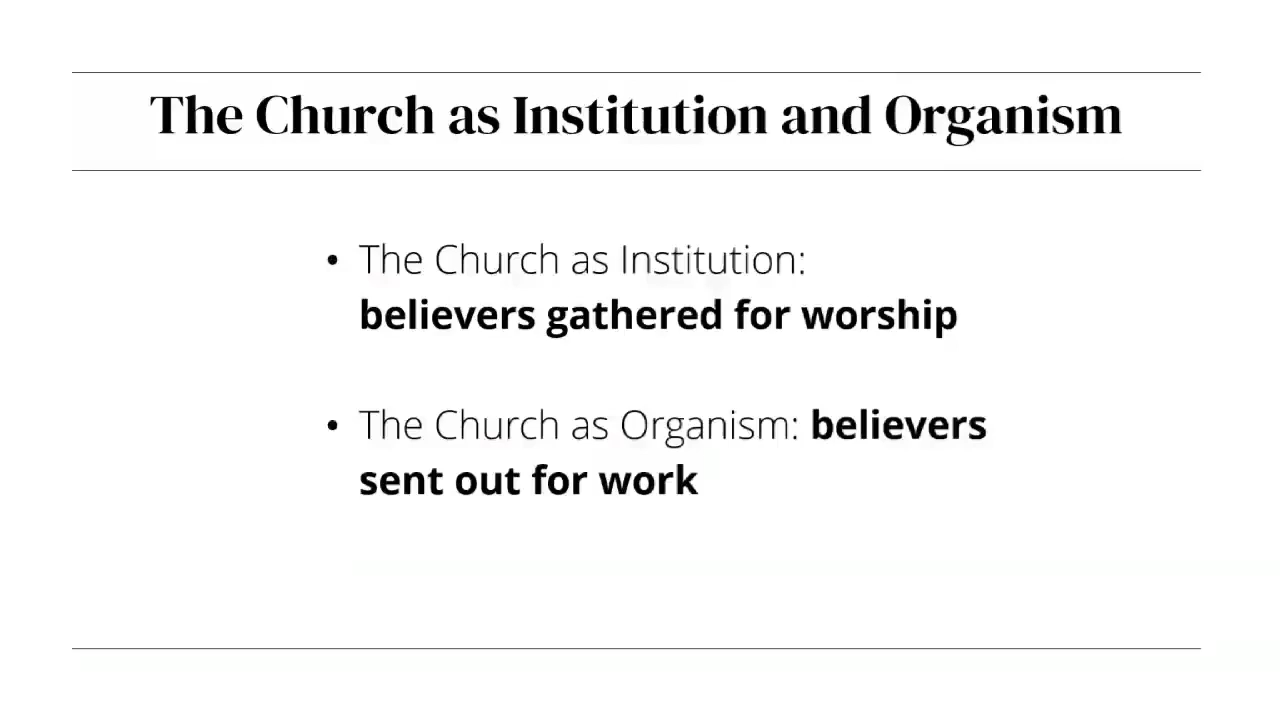 The Church as Institution and Organism
• The Church as Institution:
believers gathered for worship
• The Church as Organism: believers
sent out for work